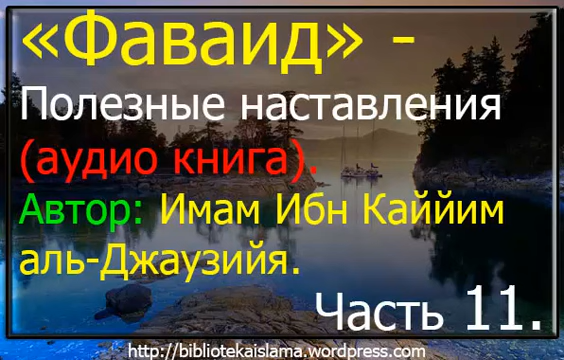 «Фаваид» -
Полезные наставления
(аудио книга).
Автор: Имам Ибн Каййим
аль-Джаузийя.
Часть 11.
http://bibliotekaislama.wordpress.com